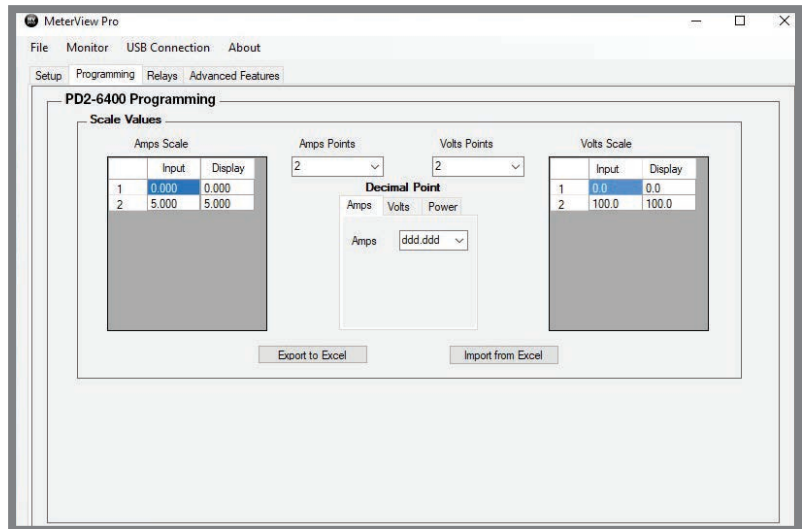 MeterView Pro
File Monitor USB Connection About
Setup Programming Relays Advanced Features
PD2-6400 Programming
Scale Values
Amps Scale Amps Points Volts Points Volts Scale
Input Display 2 2 Input Display
1 0.000 0.000 Decimal Point 1 0.0 0.0
2 5.000 5.000 Amps Volts Power 2 100.0 100.0
Amps ddd.ddd
Export to Excel Import from Excel